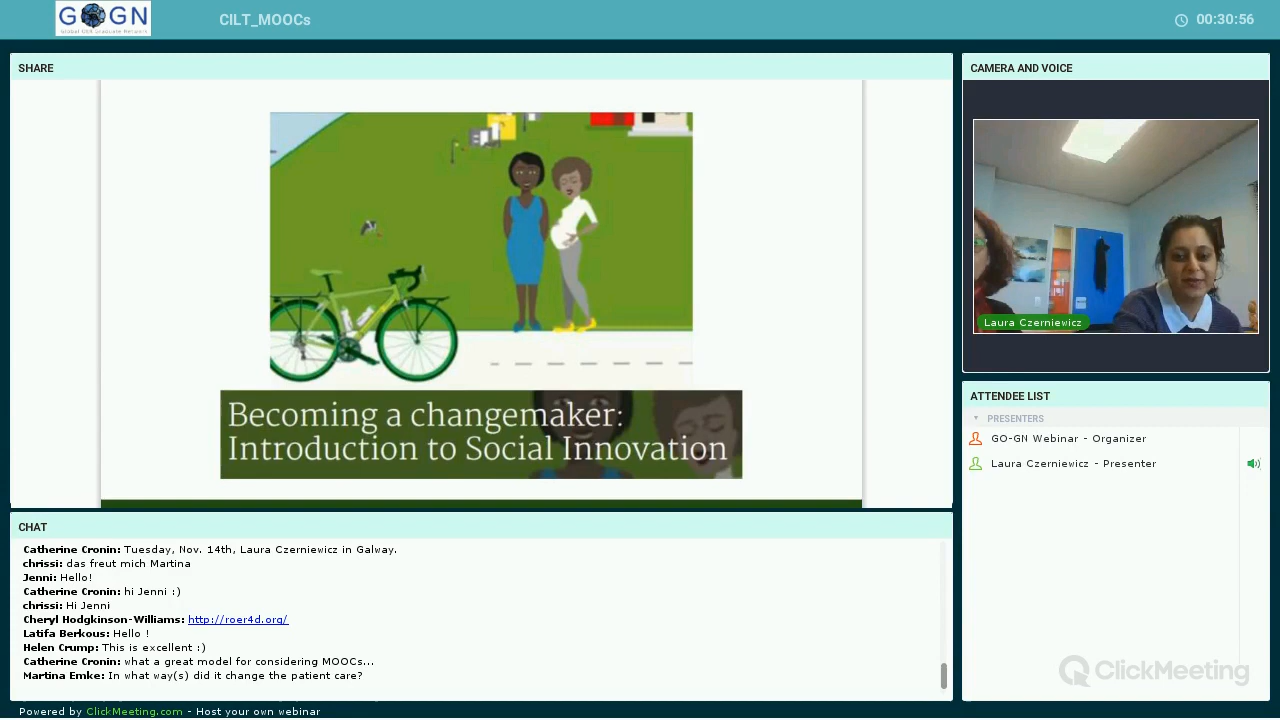 GOGN
Global OER Graduate Network
CILT_MOOCs
00:30:56
SHARE
Becoming a changemaker:
Introduction to Social Innovation
CAMERA AND VOICE
Laura Czerniewicz
ATTENDEE LIST
PRESENTERS
GO-GN Webinar - Organizer
Laura Czerniewicz - Presenter
CHAT
Catherine Cronin: Tuesday, Nov. 14th, Laura Czerniewicz in Galway.
chrissi: das freut mich Martina
Jenni: Hello!
Catherine Cronin: hi Jenni :)
chrissi: Hi Jenni
Cheryl Hodgkinson-Williams: http://roer4d.org/
Latifa Berkous: Hello !
Helen Crump: This is excellent :)
Catherine Cronin: what a great model for considering MOOCs...
Martina Emke: In what way(s) did it change the patient care?
ClickMeeting
Powered by ClickMeeting.com - Host your own webinar